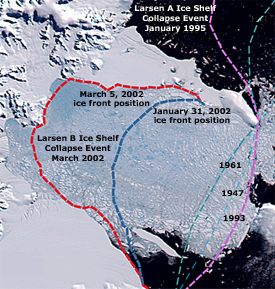 Larsen A Ice Shelf
Collapse Event
January 1995
March 5, 2002
ice front position
January 31, 2002
ice front position
Larsen B Ice Shelf
Collapse Event
March 2002
1961
1947
1993